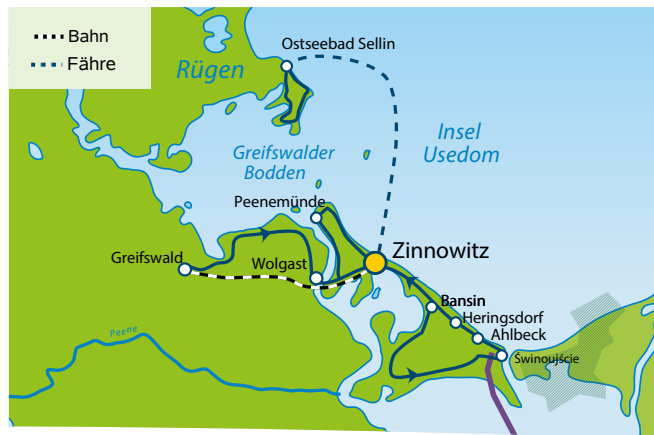 Bahn
Fähre
Ostseebad Sellin
Rügen
Insel
Usedom
Greifswalder
Bodden
Peenemünde
Zinnowitz
Greifswald
Wolgast
Bansin
Heringsdorf
Ahlbeck
Świnoujście
Peene